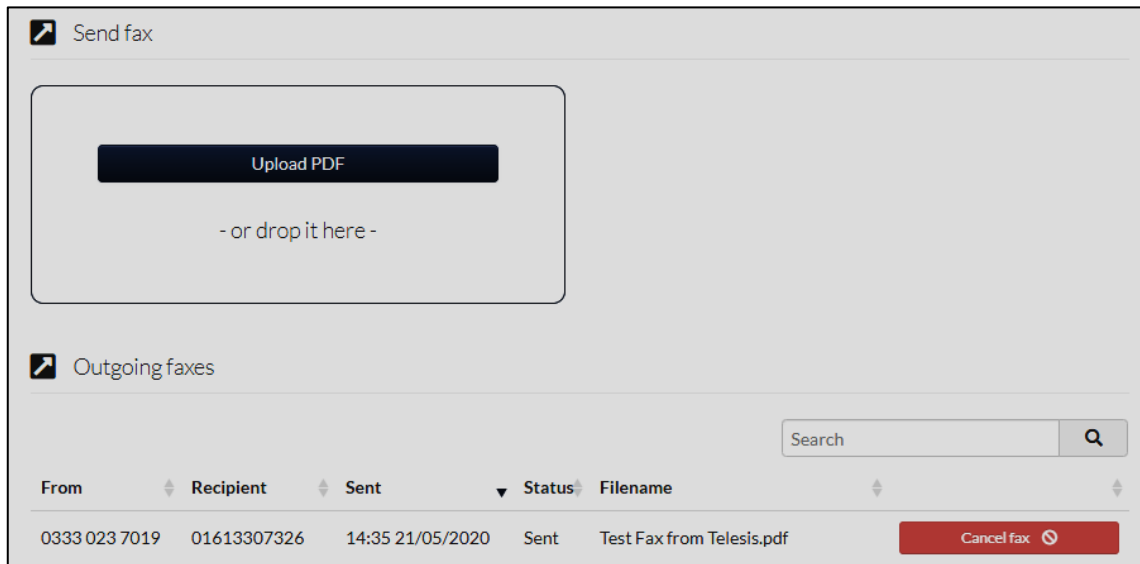 Send fax
Upload PDF
- or drop it here -
Outgoing faxes
Search
From Recipient Sent Status Filename
0333 023 7019 01613307326 14:35 21/05/2020 Sent Test Fax from Telesis.pdf Cancel fax